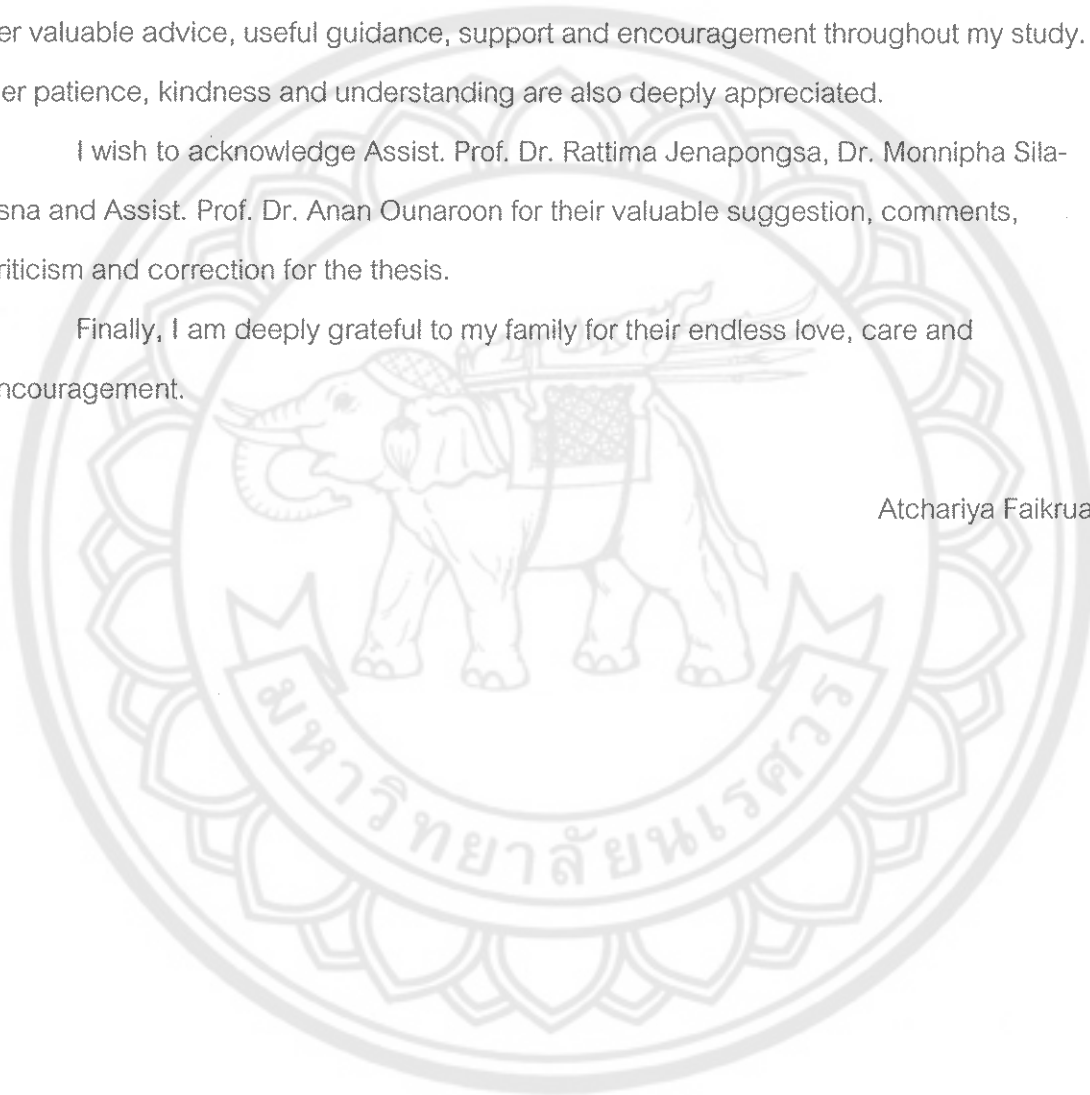 er valuable advice, useful guidance, support and encouragement throughout my study.
er patience, kindness and understanding are also deeply appreciated.
I wish to acknowledge Assist. Prof. Dr. Rattima Jenapongsa, Dr. Monnipha Sila-
sna and Assist. Prof. Dr. Anan Ounaroon for their valuable suggestion, comments,
riticism and correction for the thesis.
Finally, I am deeply grateful to my family for their endless love, care and
ncouragement.
Atchariya Faikrua
มหาวิทยาลัยนเรศวร